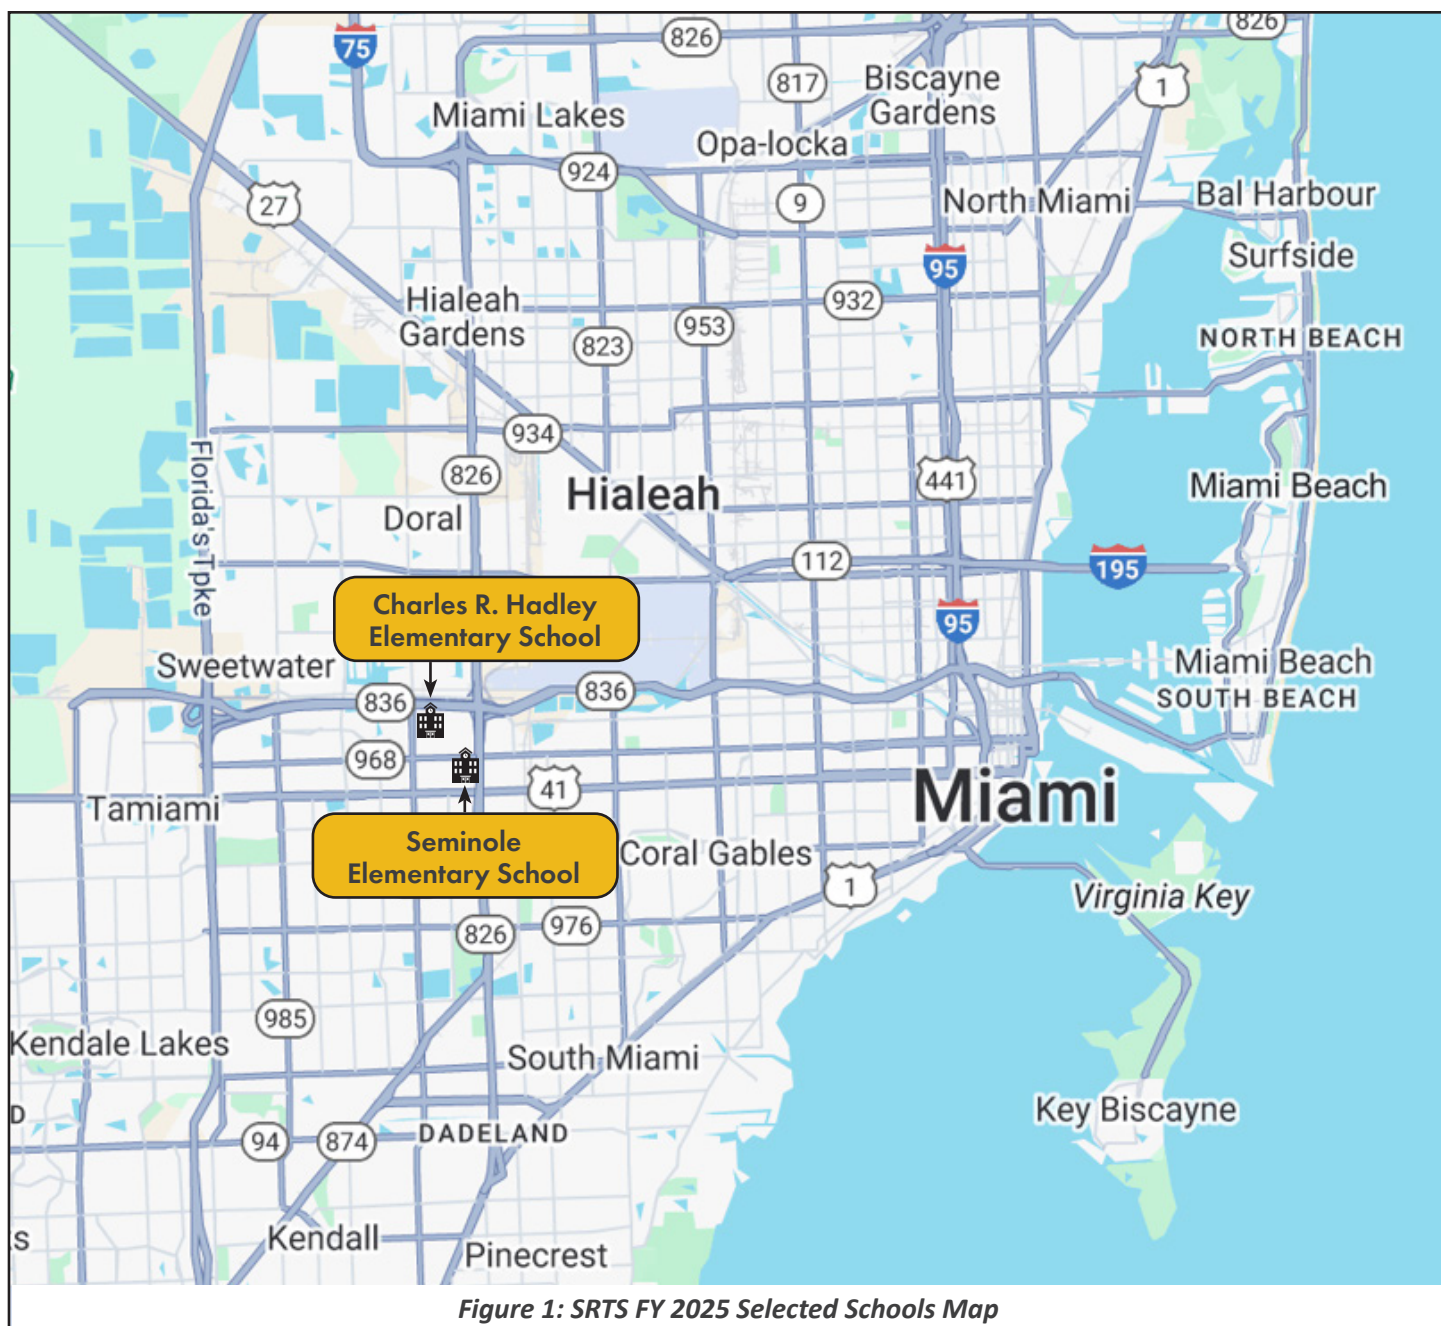 826
826
75
817
Biscayne
Gardens
1
Miami Lakes
Opa-locka
924
27
9
North Miami
Bal Harbour
Surfside
95
Hialeah
Gardens
932
953
823
NORTH BEACH
934
Florida's Tpke
826
441
Hialeah
Miami Beach
Doral
112
195
Charles R. Hadley
Elementary School
95
Sweetwater
Miami Beach
SOUTH BEACH
836
836
968
41
Miami
Tamiami
Seminole
Elementary School
Coral Gables
1
Virginia Key
826
976
985
Kendale Lakes
South Miami
Key Biscayne
D
94
874
DADELAND
s
Kendall
Pinecrest
Figure 1: SRTS FY 2025 Selected Schools Map